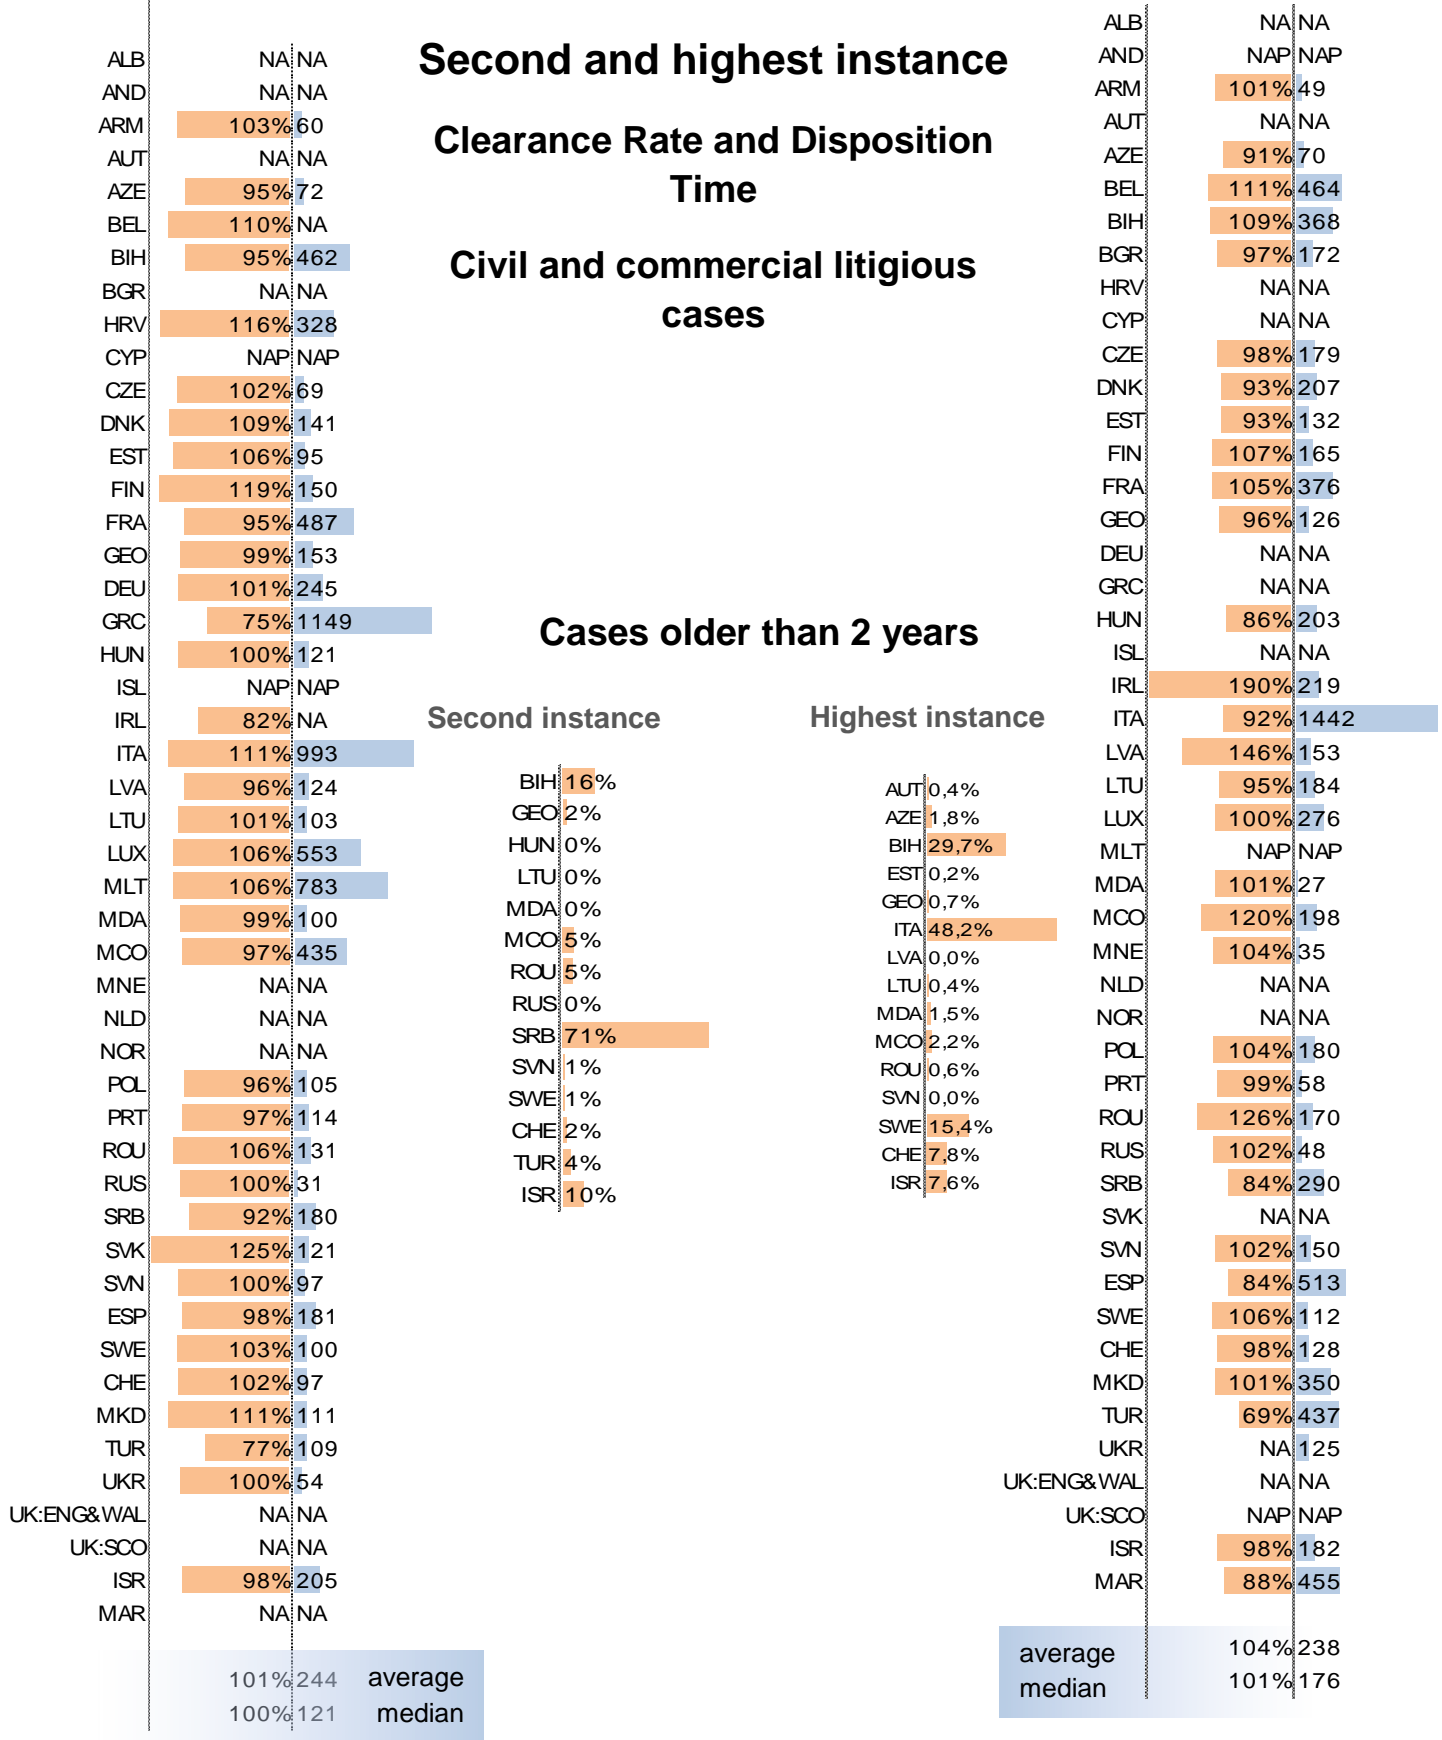 Second and highest instance
Clearance Rate and Disposition
Time
Civil and commercial litigious
cases
ALB NA NA
AND NA NA
ARM 103% 60
AUT NA NA
AZE 95% 72
BEL 110% NA
BIH 95% 462
BGR NA NA
HRV 116% 328
CYP NAP NAP
CZE 102% 69
DNK 109% 141
EST 106% 95
FIN 119% 150
FRA 95% 487
GEO 99% 153
DEU 101% 245
GRC 75% 1149
HUN 100% 121
ISL NAP NAP
IRL 82% NA
ITA 111% 993
LVA 96% 124
LTU 101% 103
LUX 106% 553
MLT 106% 783
MDA 99% 100
MCO 97% 435
MNE NA NA
NLD NA NA
NOR NA NA
POL 96% 105
PRT 97% 114
ROU 106% 131
RUS 100% 31
SRB 92% 180
SVK 125% 121
SVN 100% 97
ESP 98% 181
SWE 103% 100
CHE 102% 97
MKD 111% 111
TUR 77% 109
UKR 100% 54
UK:ENG&WAL NA NA
UK:SCO NA NA
ISR 98% 205
MAR NA NA
101% 244 average
100% 121 median
Cases older than 2 years
Second instance
BIH 16%
GEO 2%
HUN 0%
LTU 0%
MDA 0%
MCO 5%
ROU 5%
RUS 0%
SRB 71%
SVN 1%
SWE 1%
CHE 2%
TUR 4%
ISR 10%
Highest instance
AUT 0,4%
AZE 1,8%
BIH 29,7%
EST 0,2%
GEO 0,7%
ITA 48,2%
LVA 0,0%
LTU 0,4%
MDA 1,5%
MCO 2,2%
ROU 0,6%
SVN 0,0%
SWE 15,4%
CHE 7,8%
ISR 7,6%
ALB NA NA
AND NAP NAP
ARM 101% 49
AUT NA NA
AZE 91% 70
BEL 111% 464
BIH 109% 368
BGR 97% 172
HRV NA NA
CYP NA NA
CZE 98% 179
DNK 93% 207
EST 93% 132
FIN 107% 165
FRA 105% 376
GEO 96% 126
DEU NA NA
GRC NA NA
HUN 86% 203
ISL NA NA
IRL 190% 219
ITA 92% 1442
LVA 146% 153
LTU 95% 184
LUX 100% 276
MLT NAP NAP
MDA 101% 27
MCO 120% 198
MNE 104% 35
NLD NA NA
NOR NA NA
POL 104% 180
PRT 99% 58
ROU 126% 170
RUS 102% 48
SRB 84% 290
SVK NA NA
SVN 102% 150
ESP 84% 513
SWE 106% 112
CHE 98% 128
MKD 101% 350
TUR 69% 437
UKR NA 125
UK:ENG&WAL NA NA
UK:SCO NAP NAP
ISR 98% 182
MAR 88% 455
average 104% 238
median 101% 176